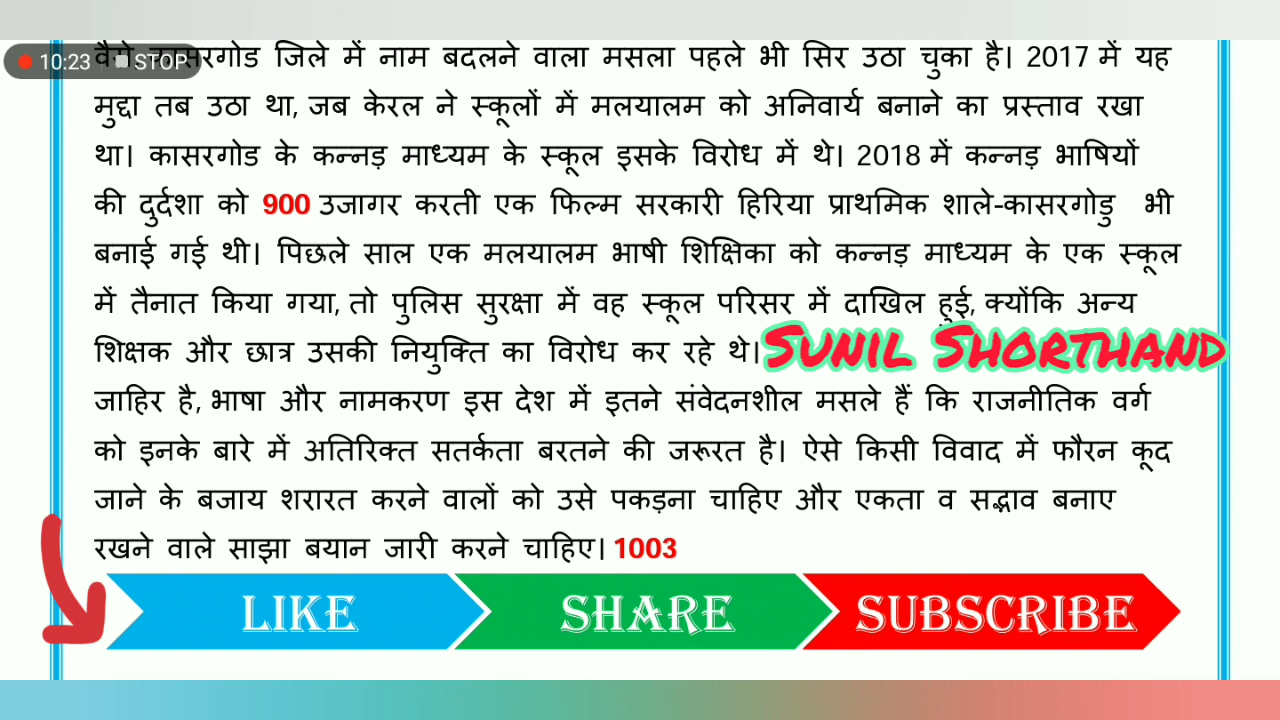 वैसे कासरगोड जिले में नाम बदलने वाला मसला पहले भी सिर उठा चुका है। 2017 में यह
10:23 STOP
मुद्दा तब उठा था, जब केरल ने स्कूलों में मलयालम को अनिवार्य बनाने का प्रस्ताव रखा
था। कासरगोड के कन्नड़ माध्यम के स्कूल इसके विरोध में थे। 2018 में कन्नड़ भाषियों
की दुर्दशा को 900 उजागर करती एक फिल्म सरकारी हिरिया प्राथमिक शाले-कासरगोडु भी
बनाई गई थी। पिछले साल एक मलयालम भाषी शिक्षिका को कन्नड़ माध्यम के एक स्कूल
में तैनात किया गया, तो पुलिस सुरक्षा में वह स्कूल परिसर में दाखिल हुई, क्योंकि अन्य
शिक्षक और छात्र उसकी नियुक्ति का विरोध कर रहे थे। SUNIL SHORTHAND
जाहिर है, भाषा और नामकरण इस देश में इतने संवेदनशील मसले हैं कि राजनीतिक वर्ग
को इनके बारे में अतिरिक्त सतर्कता बरतने की जरूरत है। ऐसे किसी विवाद में फौरन कूद
जाने के बजाय शरारत करने वालों को उसे पकड़ना चाहिए और एकता व सद्भाव बनाए
रखने वाले साझा बयान जारी करने चाहिए। 1003
LIKE SHARE SUBSCRIBE